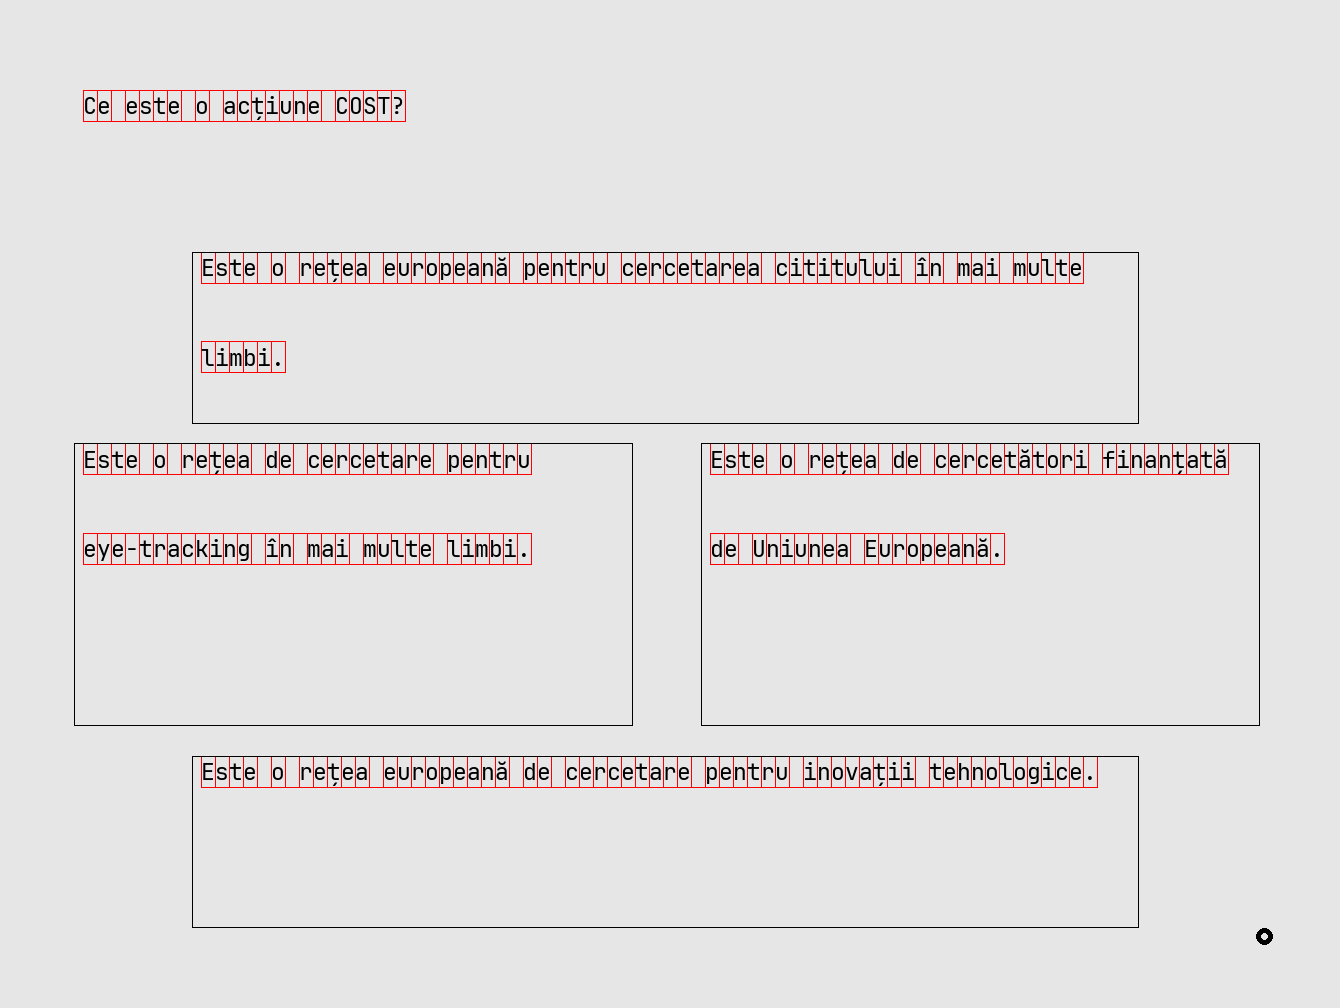 Ce este o acțiune COST?
Este o rețea europeană pentru cercetarea cititului în mai multe
limbi.
Este o rețea de cercetare pentru
eye-tracking în mai multe limbi.
Este o rețea de cercetători finanțată
de Uniunea Europeană.
Este o rețea europeană de cercetare pentru inovații tehnologice.